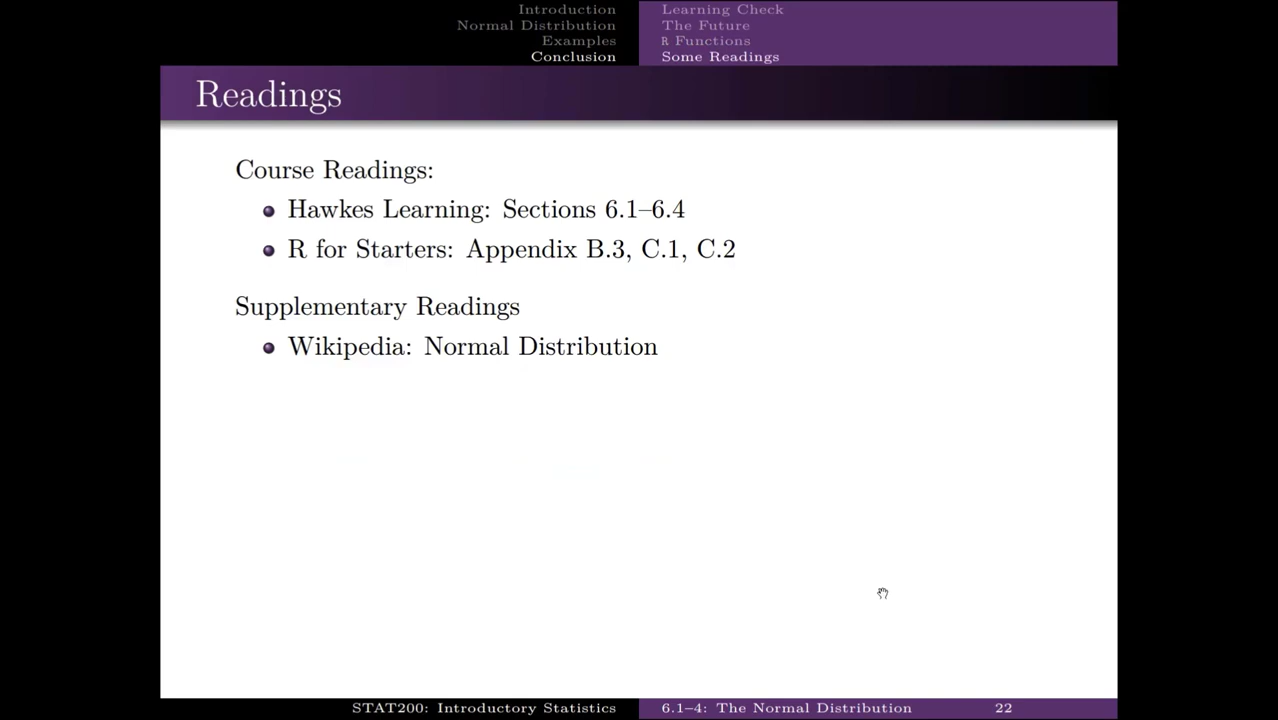 Introduction
Normal Distribution
Examples
Conclusion
Learning Check
The Future
R Functions
Some Readings
Readings
Course Readings:
Hawkes Learning: Sections 6.1–6.4
R for Starters: Appendix B.3, C.1, C.2
Supplementary Readings
Wikipedia: Normal Distribution
STAT200: Introductory Statistics
6.1–4: The Normal Distribution
22